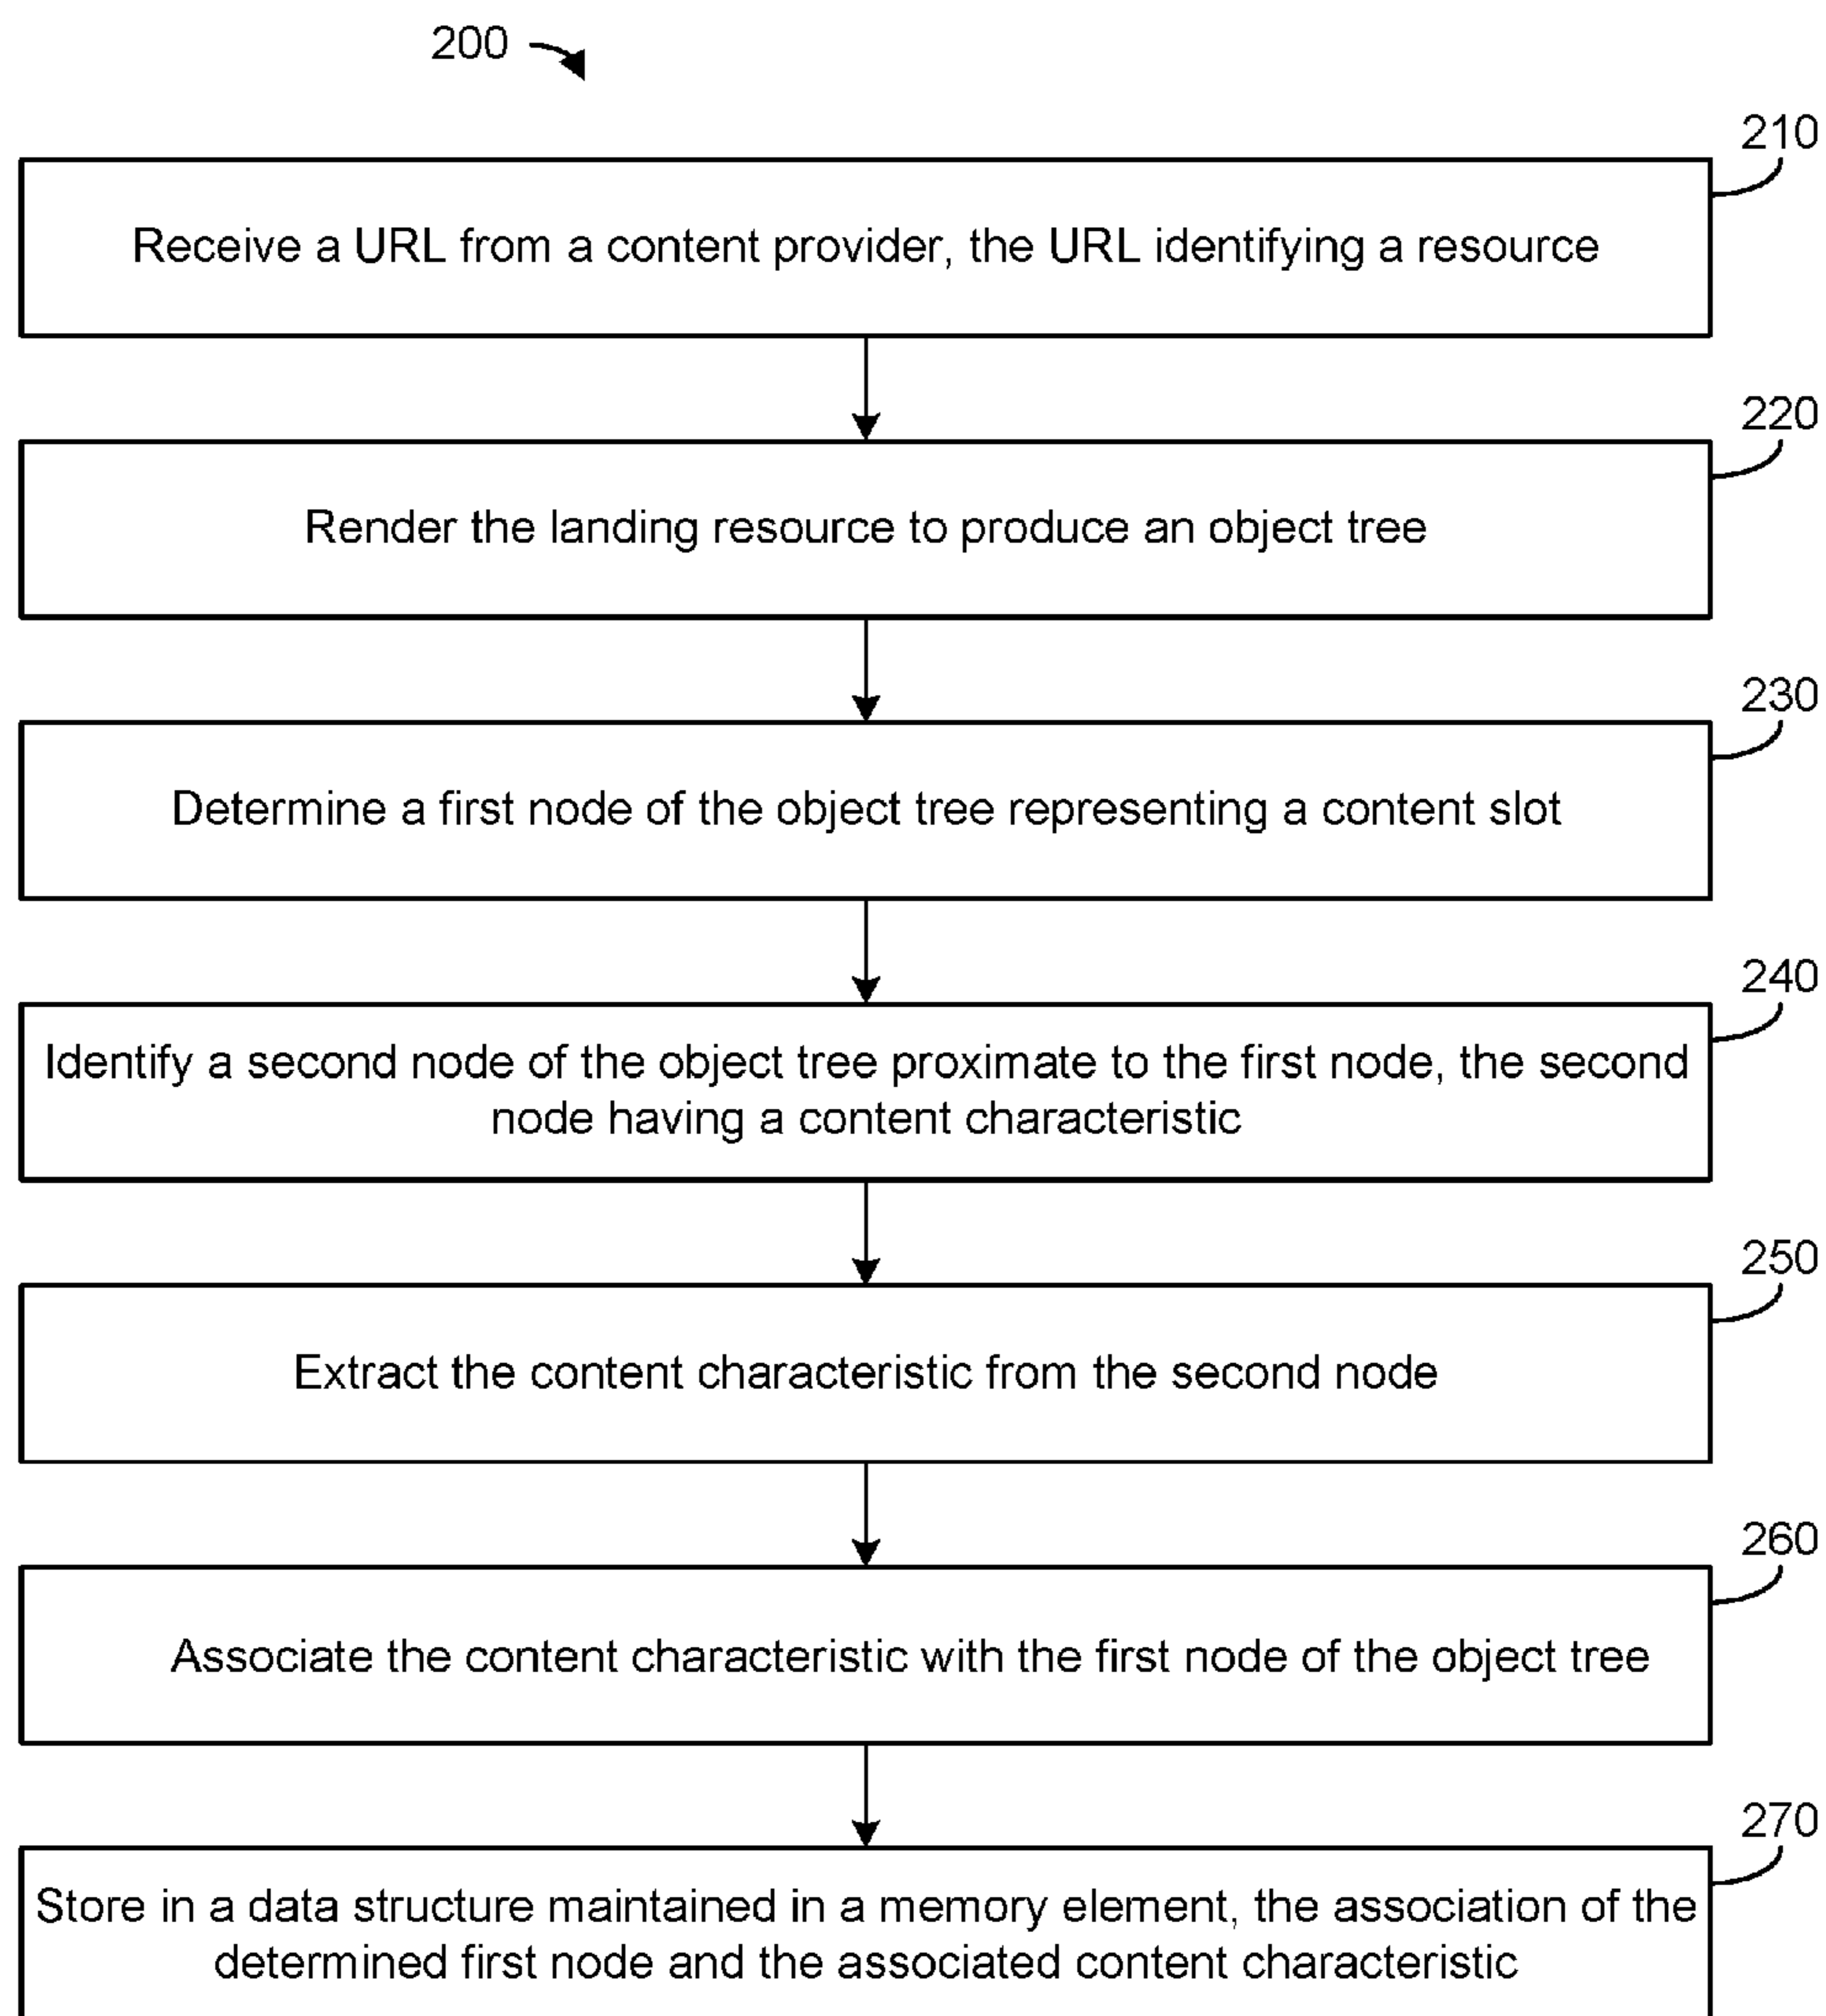 200
210
Receive a URL from a content provider, the URL identifying a resource
220
Render the landing resource to produce an object tree
230
Determine a first node of the object tree representing a content slot
240
Identify a second node of the object tree proximate to the first node, the second
node having a content characteristic
250
Extract the content characteristic from the second node
260
Associate the content characteristic with the first node of the object tree
270
Store in a data structure maintained in a memory element, the association of the
determined first node and the associated content characteristic